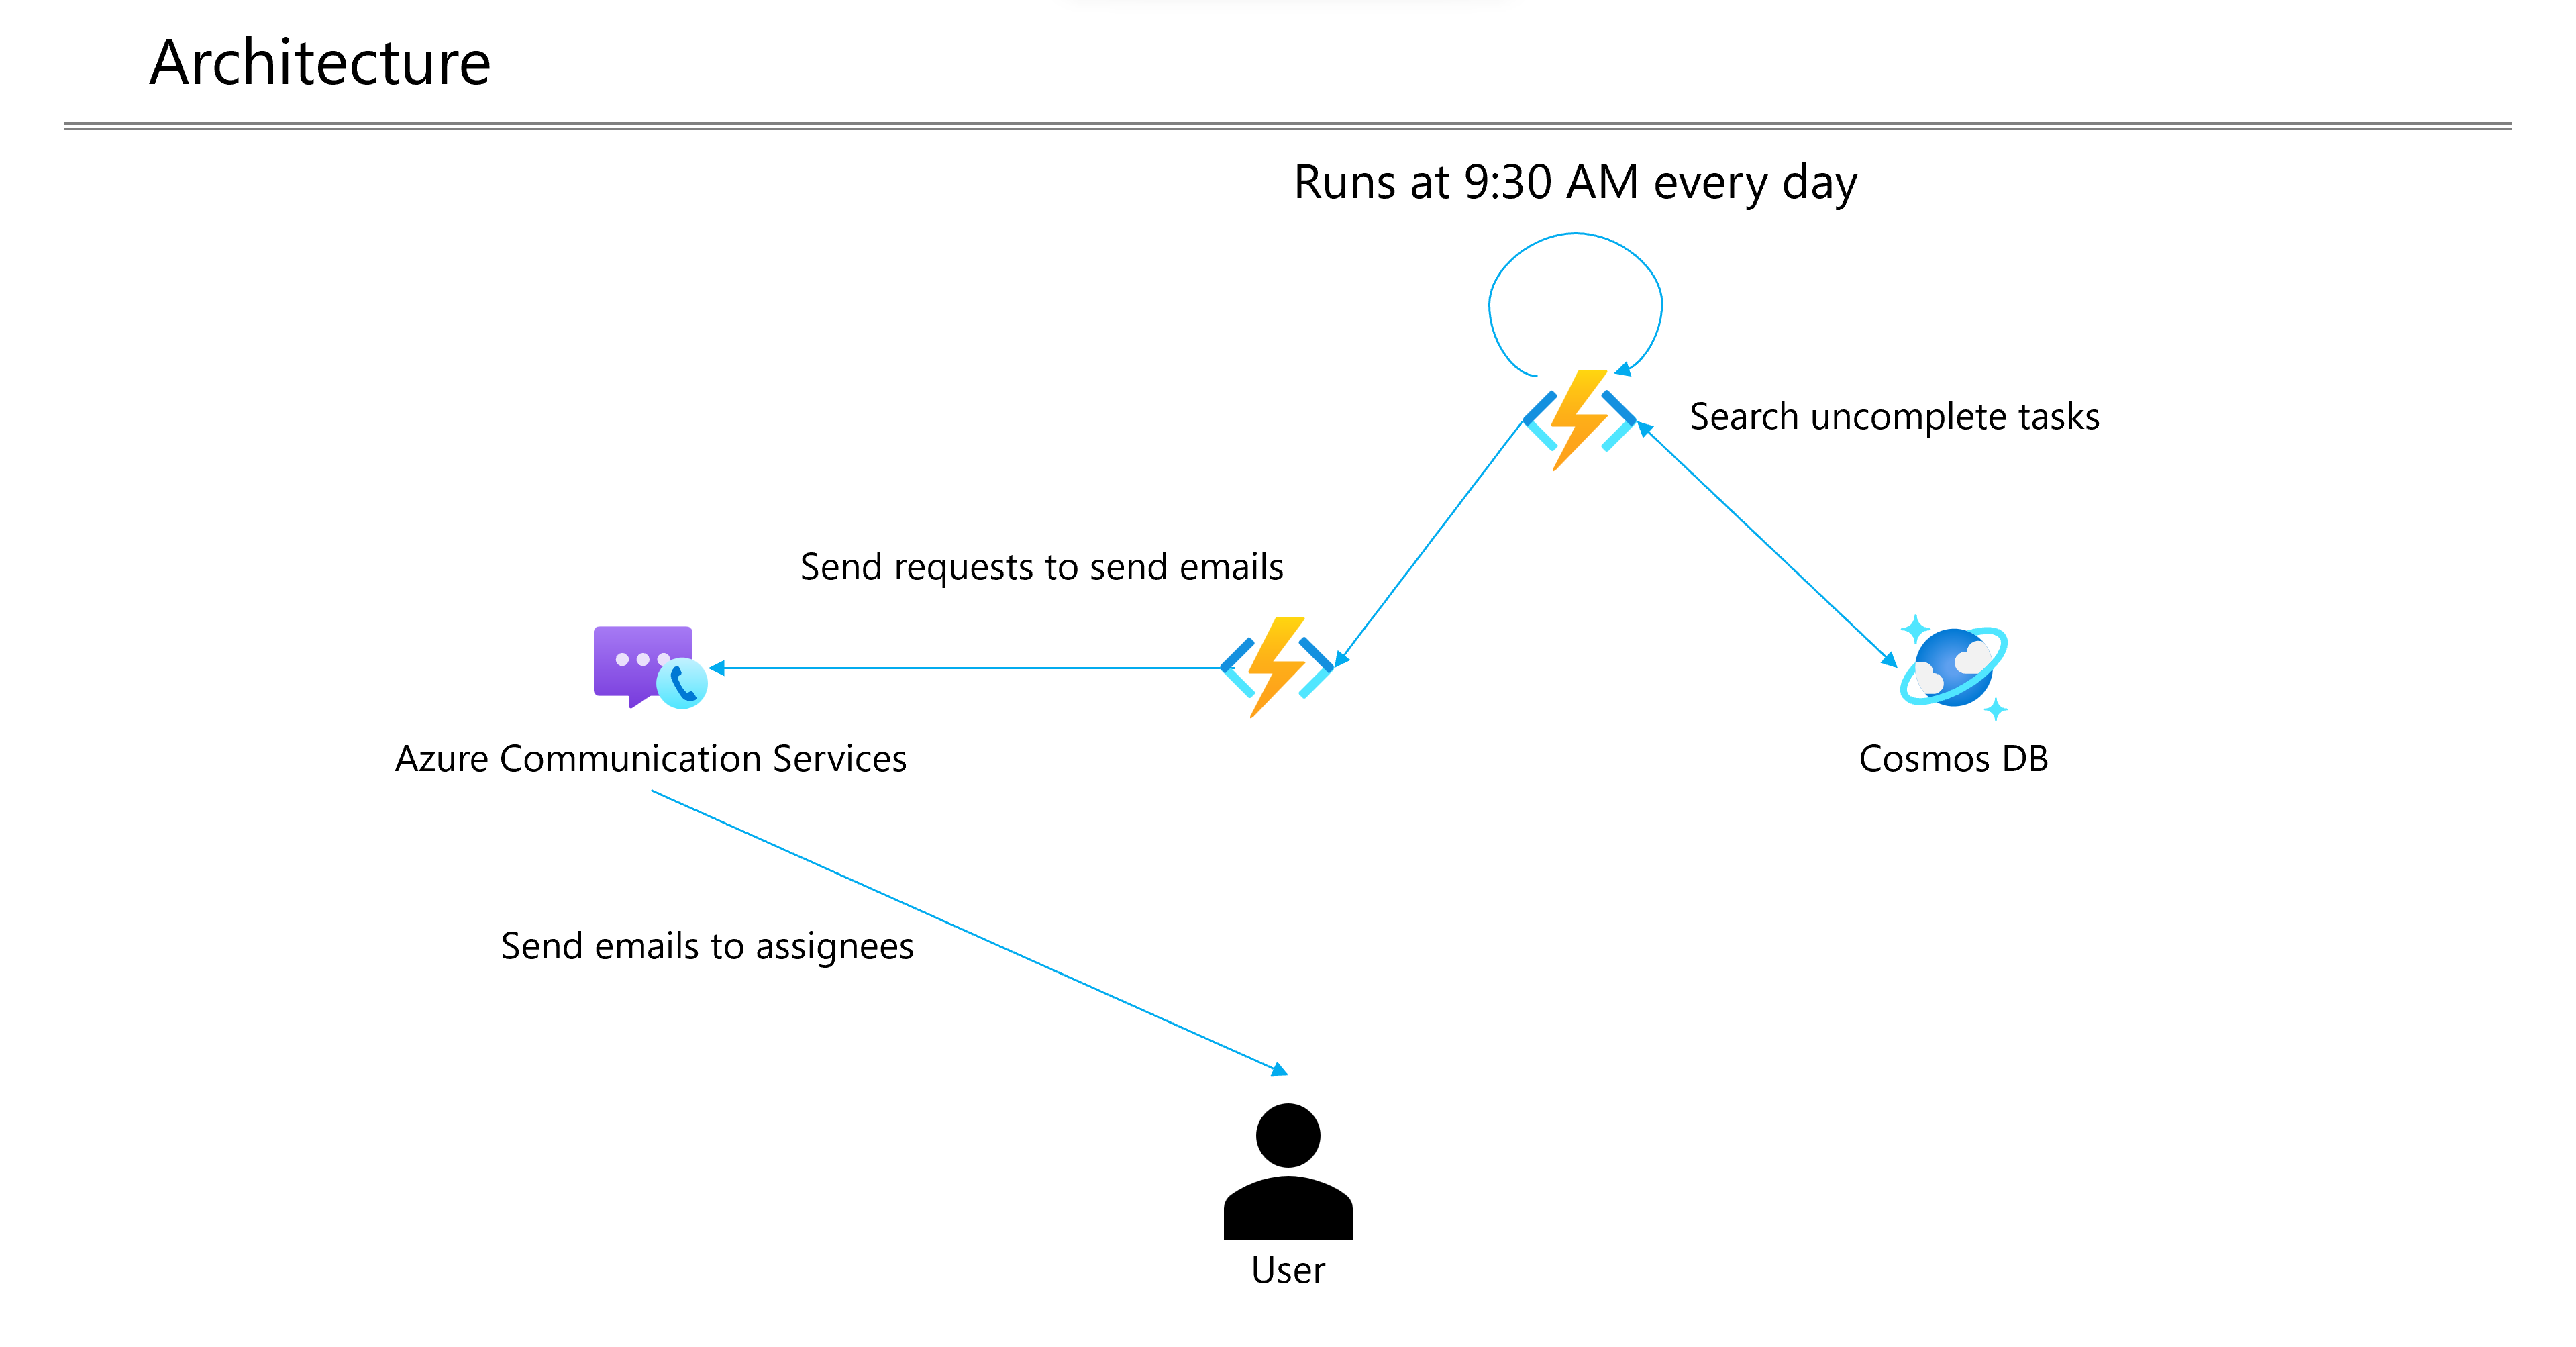 Architecture
Runs at 9:30 AM every day
Search uncomplete tasks
Send requests to send emails
Azure Communication Services
Cosmos DB
Send emails to assignees
User